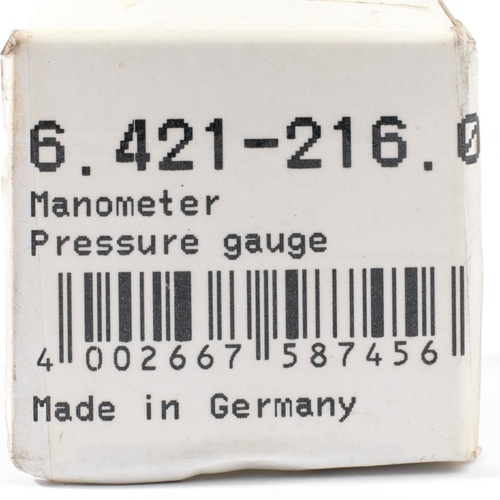 6.421-216.0
Manometer
Pressure gauge
4 002667 587456
Made in Germany